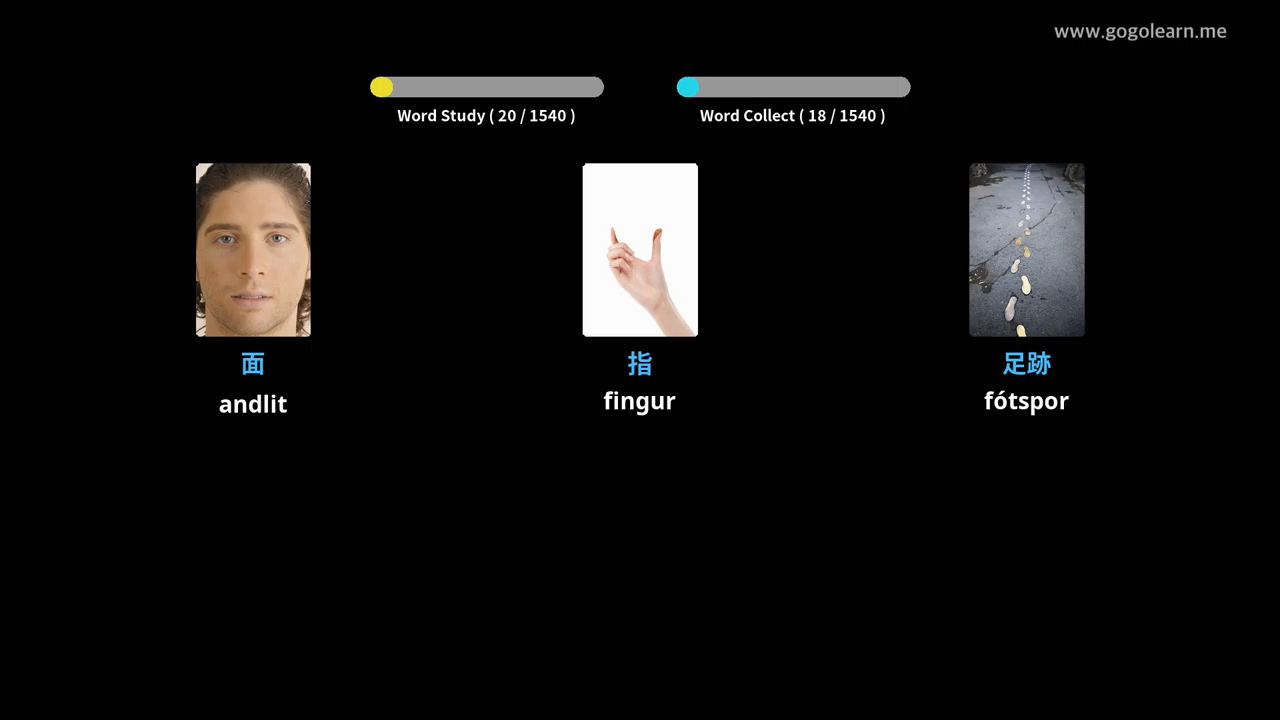 www.gogolearn.me
Word Study ( 20 / 1540 )
Word Collect ( 18 / 1540 )
面
andlit
指
fingur
足跡
fótspor